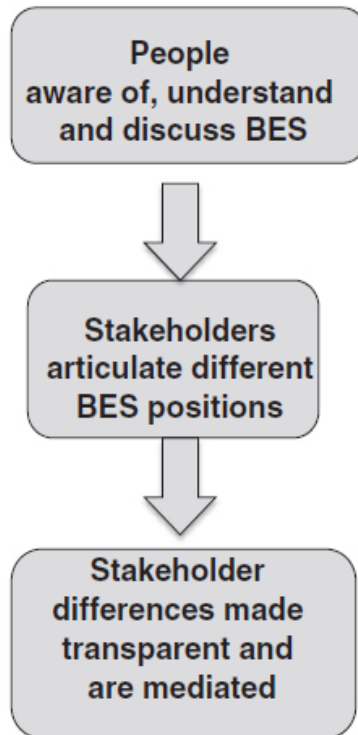 People
aware of, understand
and discuss BES
Stakeholders
articulate different
BES positions
Stakeholder
differences made
transparent and
are mediated